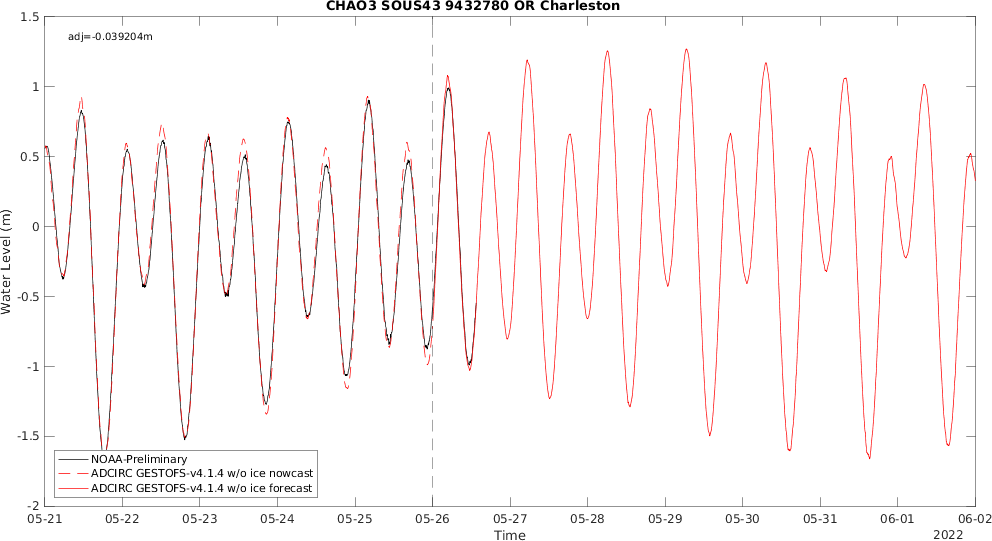 CHAO3 SOUS43 9432780 OR Charleston
adj=-0.039204m
1.5
1
0.5
0
-0.5
-1
-1.5
-2
Water Level (m)
NOAA-Preliminary
ADCIRC GESTOFS-v4.1.4 w/o ice nowcast
ADCIRC GESTOFS-v4.1.4 w/o ice forecast
05-21 05-22 05-23 05-24 05-25 05-26 05-27 05-28 05-29 05-30 05-31 06-01 06-02
Time 2022